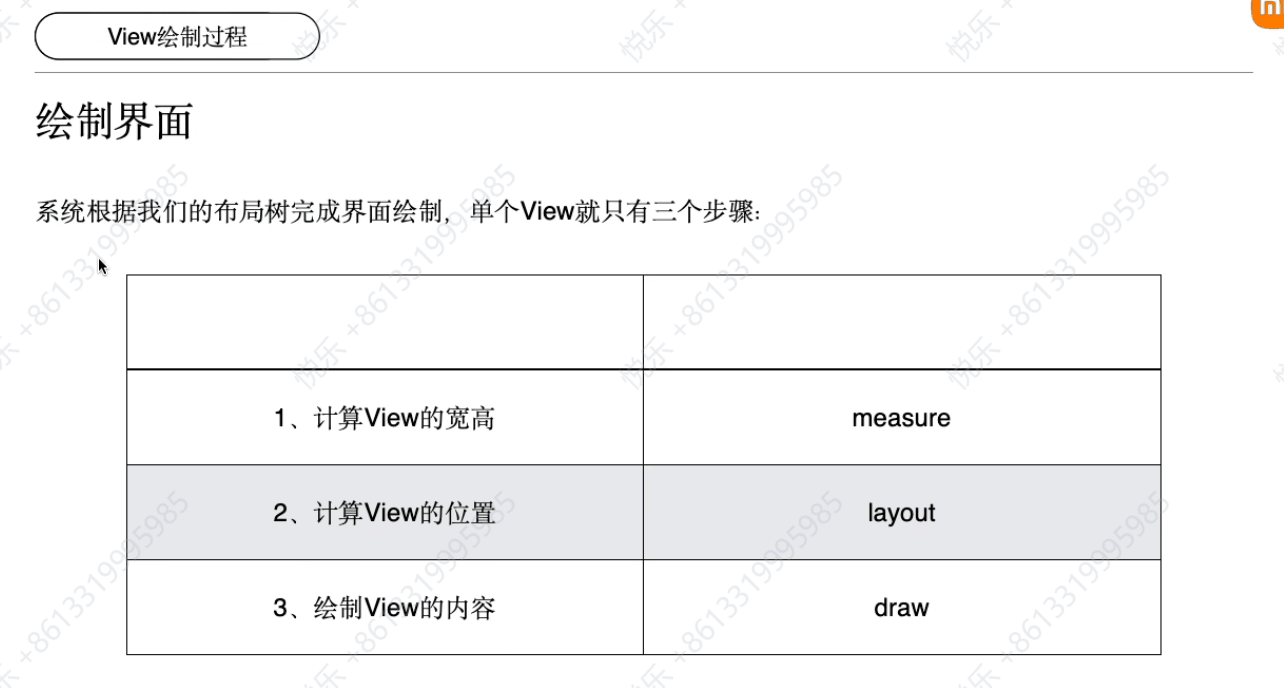 View绘制过程
绘制界面
系统根据我们的布局树完成界面绘制，单个View就只有三个步骤：
1、计算View的宽高 measure
2、计算View的位置 layout
3、绘制View的内容 draw
悦乐 +8613319995985